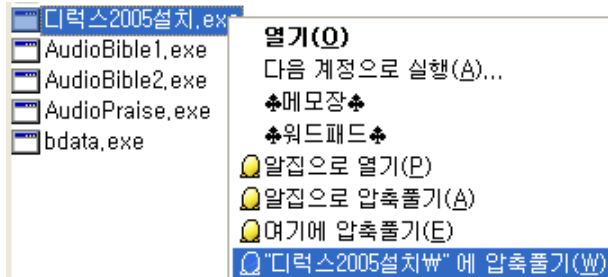 디럭스2005설치.exe
AudioBible1.exe
AudioBible2.exe
AudioPraise.exe
bdata.exe
열기(O)
다음 계정으로 실행(A)...
♣메모장♣
♣워드패드♣
알집으로 열기(P)
알집으로 압축풀기(A)
여기에 압축풀기(E)
"디럭스2005설치₩" 에 압축풀기(W)